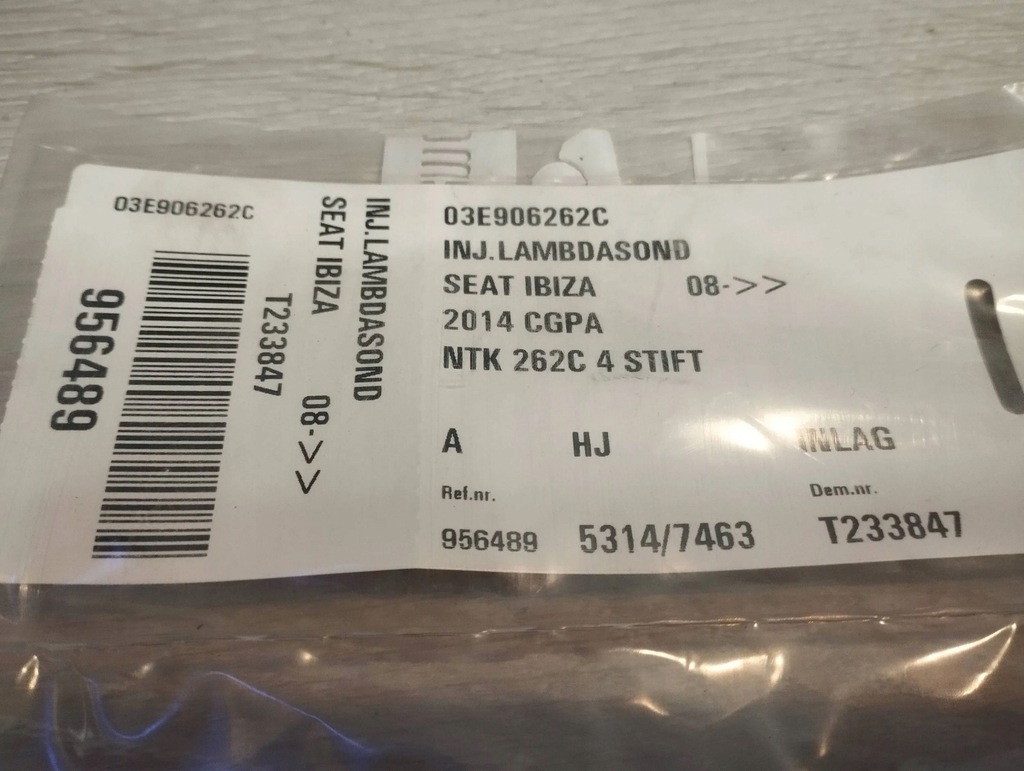 03E906262C
956489
T233847
SEAT IBIZA 08->>
INJ.LAMBDASOND
03E906262C
INJ.LAMBDASOND
SEAT IBIZA 08->>
2014 CGPA
NTK 262C 4 STIFT
A HJ INLAG
Ref.nr. Dem.nr.
956489 5314/7463 T233847